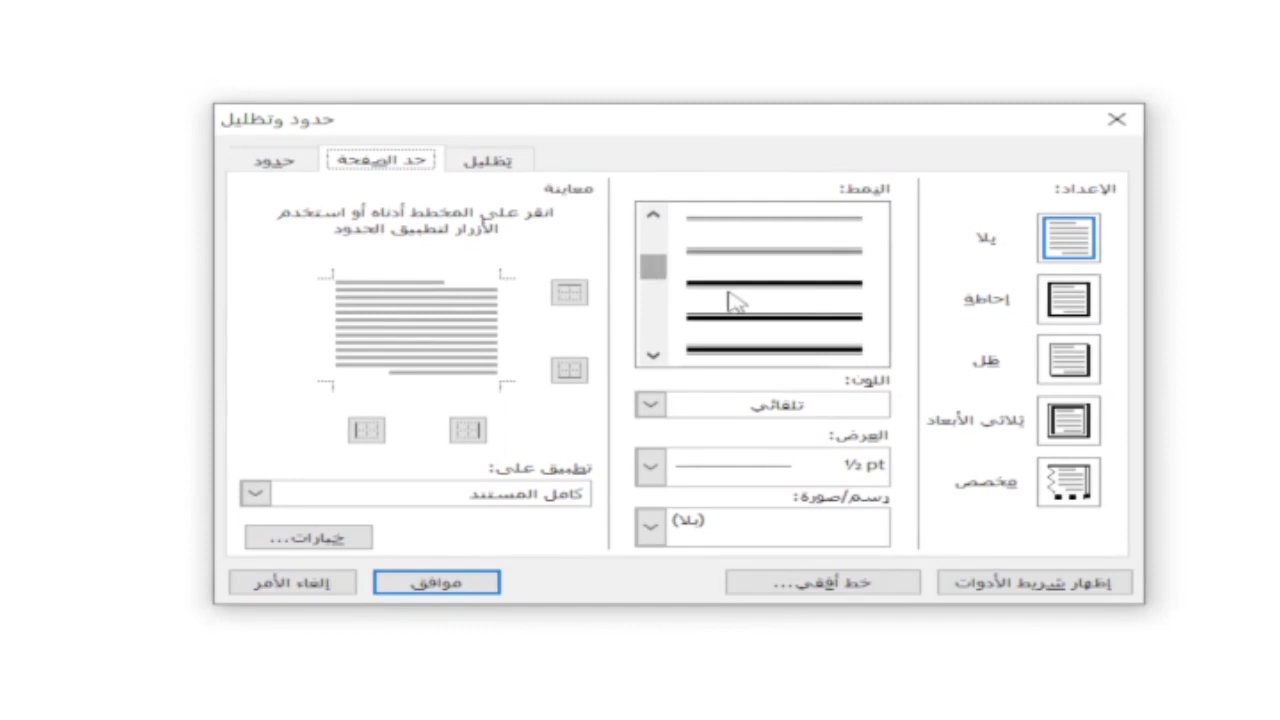 حدود وتظليل
حدود
حد الصفحة
تظليل
الإعداد:
بلا
إحاطة
ظل
ثلاثي الأبعاد
مخصص
النمط:
اللون:
تلقائي
العرض:
½ pt
رسم/صورة:
(بلا)
معاينة
انقر على المخطط أدناه أو استخدم
الأزرار لتطبيق الحدود
تطبيق على:
كامل المستند
خيارات...
إظهار شريط الأدوات
خط أفقي...
موافق
إلغاء الأمر